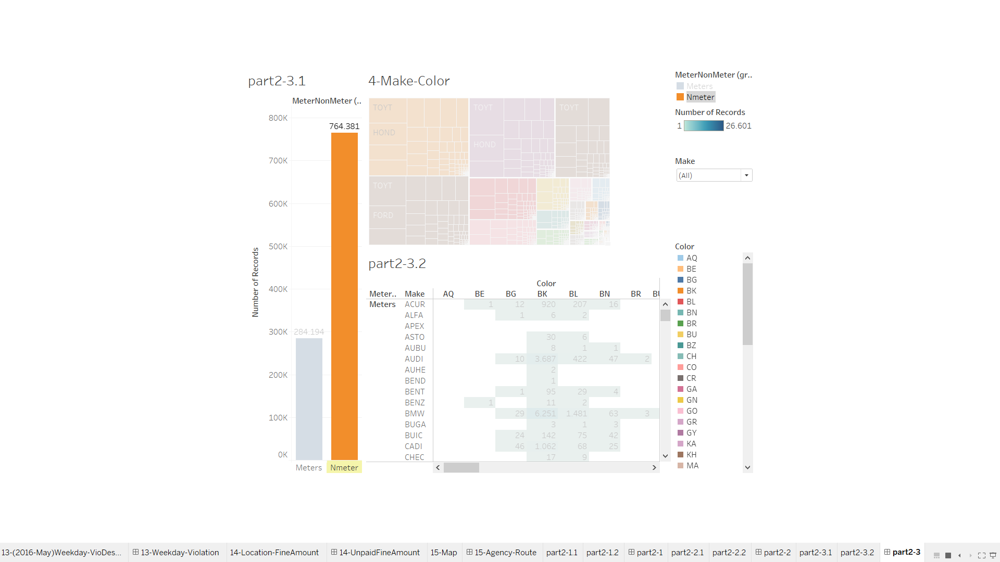 part2-3.1
MeterNonMeter (..
800K
764.381
700K
600K
500K
400K
300K
284.194
200K
100K
0K
Number of Records
Meters
Nmeter
4-Make-Color
TOYT
HOND
TOYT
HOND
TOYT
TOYT
FORD
part2-3.2
Color
Meter.. Make AQ BE BG BK BL BN BR BU
Meters ACUR 1 12 920 207 16
ALFA 1 6 2
APEX
ASTO 30 6
AUBU 8 1 1
AUDI 10 3.687 422 47 2
AUHE 2
BEND 1
BENT 1 95 29 4
BENZ 1 11 2
BMW 29 6.251 1.481 63 3
BUGA 3 1 3
BUIC 24 142 75 42
CADI 46 1.062 68 25
CHEC 17 9
MeterNonMeter (gr..
Meters
Nmeter
Number of Records
1 26.601
Make
(All)
Color
AQ
BE
BG
BK
BL
BN
BR
BU
BZ
CH
CO
CR
GA
GN
GO
GR
GY
KA
KH
MA
13-(2016-May)Weekday-VioDes... 13-Weekday-Violation 14-Location-FineAmount 14-UnpaidFineAmount 15-Map 15-Agency-Route part2-1.1 part2-1.2 part2-1 part2-2.1 part2-2.2 part2-2 part2-3.1 part2-3.2 part2-3